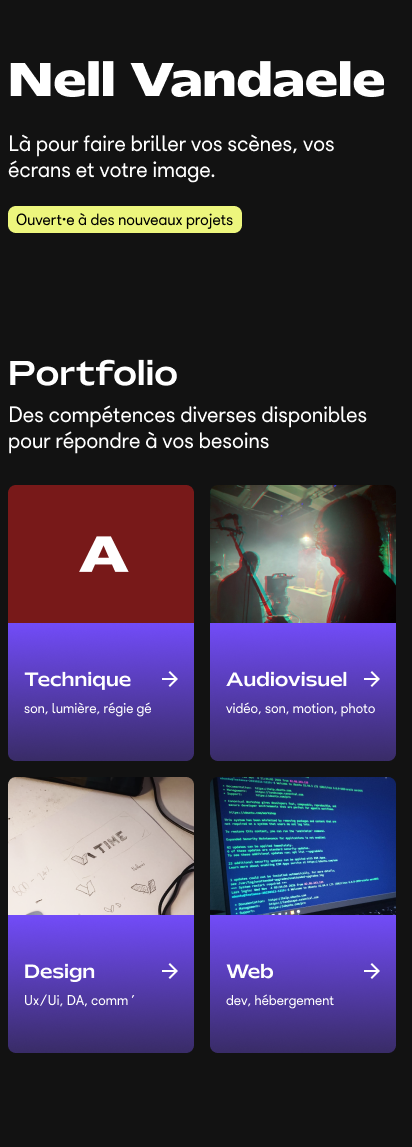 Nell Vandaele
Là pour faire briller vos scènes, vos
écrans et votre image.
Ouvert·e à des nouveaux projets
Portfolio
Des compétences diverses disponibles
pour répondre à vos besoins
A
Technique
son, lumière, régie gé
Audiovisuel
vidéo, son, motion, photo
TIME
Design
Ux/Ui, DA, comm ’
Web
dev, hébergement